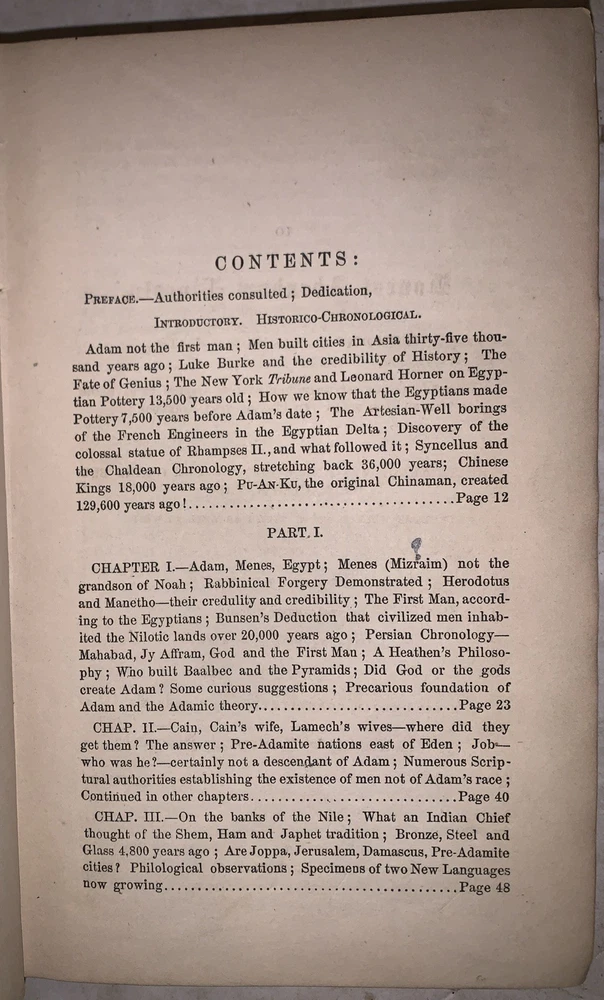 CONTENTS:
PREFACE.—Authorities consulted; Dedication,
INTRODUCTORY. HISTORICO-CHRONOLOGICAL.
Adam not the first man; Men built cities in Asia thirty-five thou-
sand years ago; Luke Burke and the credibility of History; The
Fate of Genius; The New York Tribune and Leonard Horner on Egyp-
tian Pottery 13,500 years old; How we know that the Egyptians made
Pottery 7,500 years before Adam's date; The Artesian-Well borings
of the French Engineers in the Egyptian Delta; Discovery of the
colossal statue of Rhampses II., and what followed it; Syncellus and
the Chaldean Chronology, stretching back 36,000 years; Chinese
Kings 18,000 years ago; PU-AN-KU, the original Chinaman, created
129,600 years ago!........................................Page 12
PART. I.
?
CHAPTER I.—Adam, Menes, Egypt; Menes (Mizraim) not the
grandson of Noah; Rabbinical Forgery Demonstrated; Herodotus
and Manetho—their credulity and credibility; The First Man, accord-
ing to the Egyptians; Bunsen's Deduction that civilized men inhab-
ited the Nilotic lands over 20,000 years ago; Persian Chronology—
Mahabad, Jy Affram, God and the First Man; A Heathen's Philoso-
phy; Who built Baalbec and the Pyramids; Did God or the gods
create Adam? Some curious suggestions; Precarious foundation of
Adam and the Adamic theory..............................Page 23
CHAP. II.—Cain, Cain's wife, Lamech's wives—where did they
get them? The answer; Pre-Adamite nations east of Eden; Job—
who was he?—certainly not a descendant of Adam; Numerous Scrip-
tural authorities establishing the existence of men not of Adam's race;
Continued in other chapters...............................Page 40
CHAP. III.—On the banks of the Nile; What an Indian Chief
thought of the Shem, Ham and Japhet tradition; Bronze, Steel and
Glass 4,800 years ago; Are Joppa, Jerusalem, Damascus, Pre-Adamite
cities? Philological observations; Specimens of two New Languages
now growing............................................Page 48